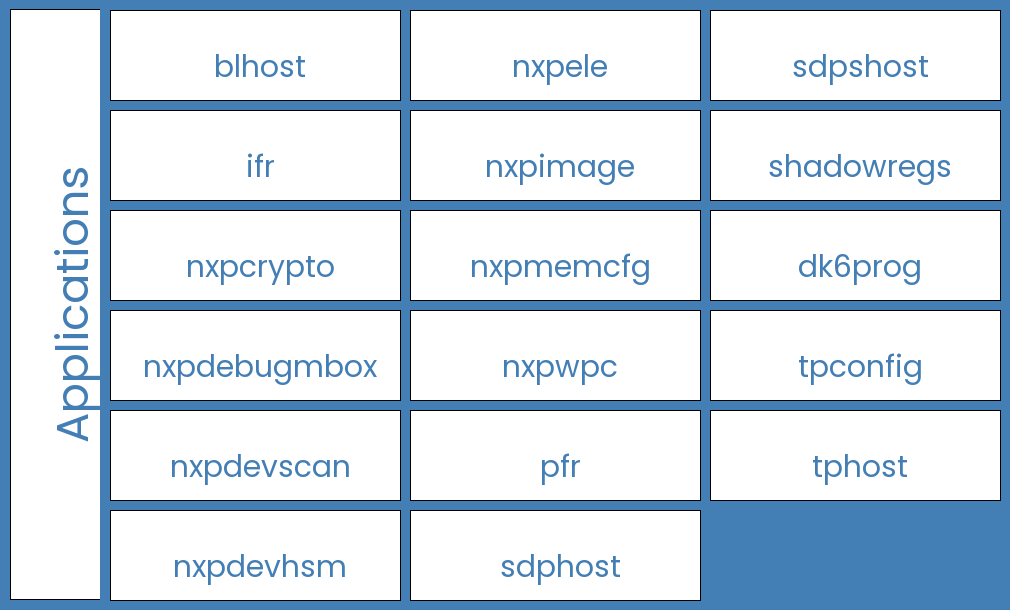 Applications
blhost
nxpele
sdpshost
ifr
nxpimage
shadowregs
nxpcrypto
nxpmemcfg
dk6prog
nxpdebugmbox
nxpwpc
tpconfig
nxpdevscan
pfr
tphost
nxpdevhsm
sdphost